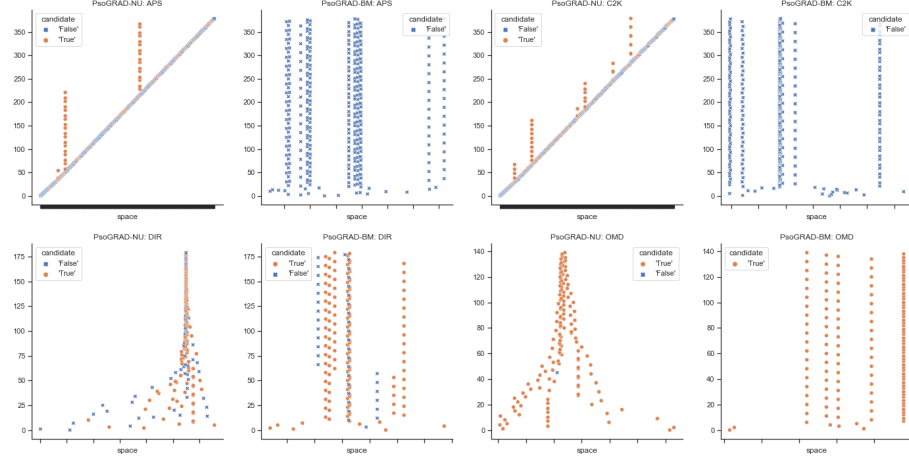 PsoGRAD-NU: APS
candidate
'False'
'True'
350
300
250
200
150
100
50
0
space
PsoGRAD-BM: APS
candidate
'False'
350
300
250
200
150
100
50
0
space
PsoGRAD-NU: C2K
candidate
'False'
'True'
350
300
250
200
150
100
50
0
space
PsoGRAD-BM: C2K
candidate
'False'
350
300
250
200
150
100
50
0
space
PsoGRAD-NU: DIR
candidate
'False'
'True'
175
150
125
100
75
50
25
0
space
PsoGRAD-BM: DIR
candidate
'True'
'False'
175
150
125
100
75
50
25
0
space
PsoGRAD-NU: OMD
candidate
'True'
'False'
140
120
100
80
60
40
20
0
space
PsoGRAD-BM: OMD
candidate
'True'
140
120
100
80
60
40
20
0
space